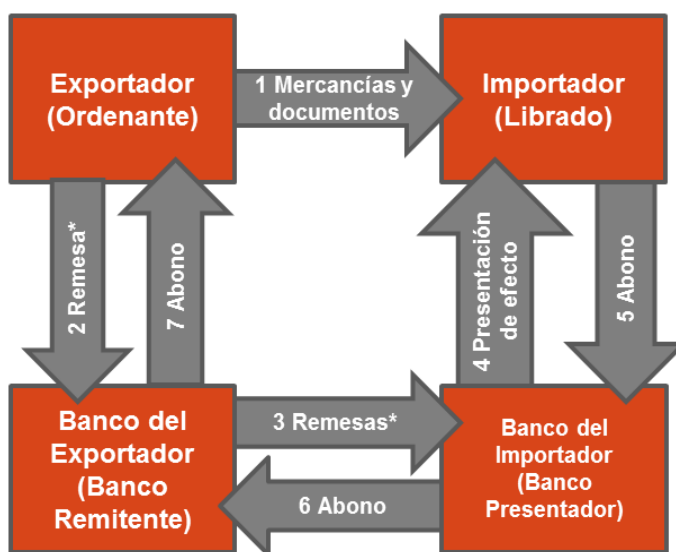 Exportador
(Ordenante)
1 Mercancías y
documentos
Importador
(Librado)
2 Remesa*
7 Abono
4 Presentación
de efecto
5 Abono
Banco del
Exportador
(Banco
Remitente)
3 Remesas*
6 Abono
Banco del
Importador
(Banco
Presentador)